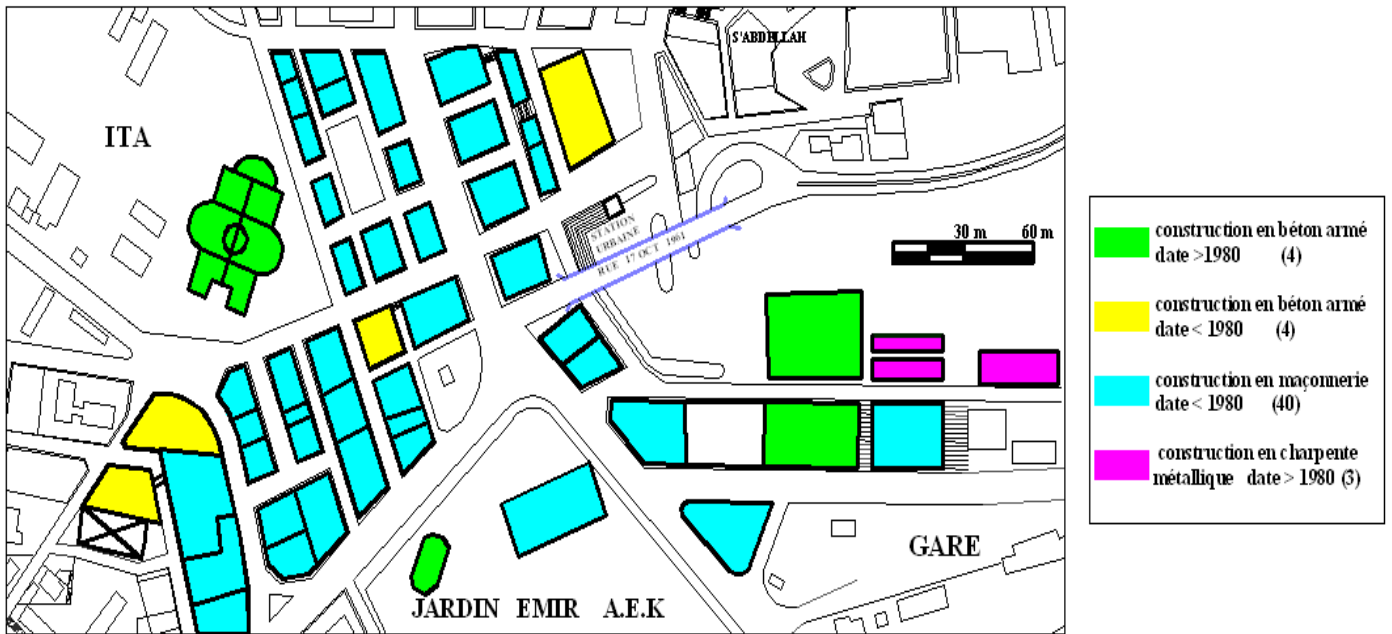 S'ABDELLAH
ITA
STATION
URBAINE
RUE 17 OCT 1961
30 m 60 m
GARE
JARDIN EMIR A.E.K
construction en béton armé
date >1980 (4)
construction en béton armé
date < 1980 (4)
construction en maçonnerie
date < 1980 (40)
construction en charpente
métallique date > 1980 (3)